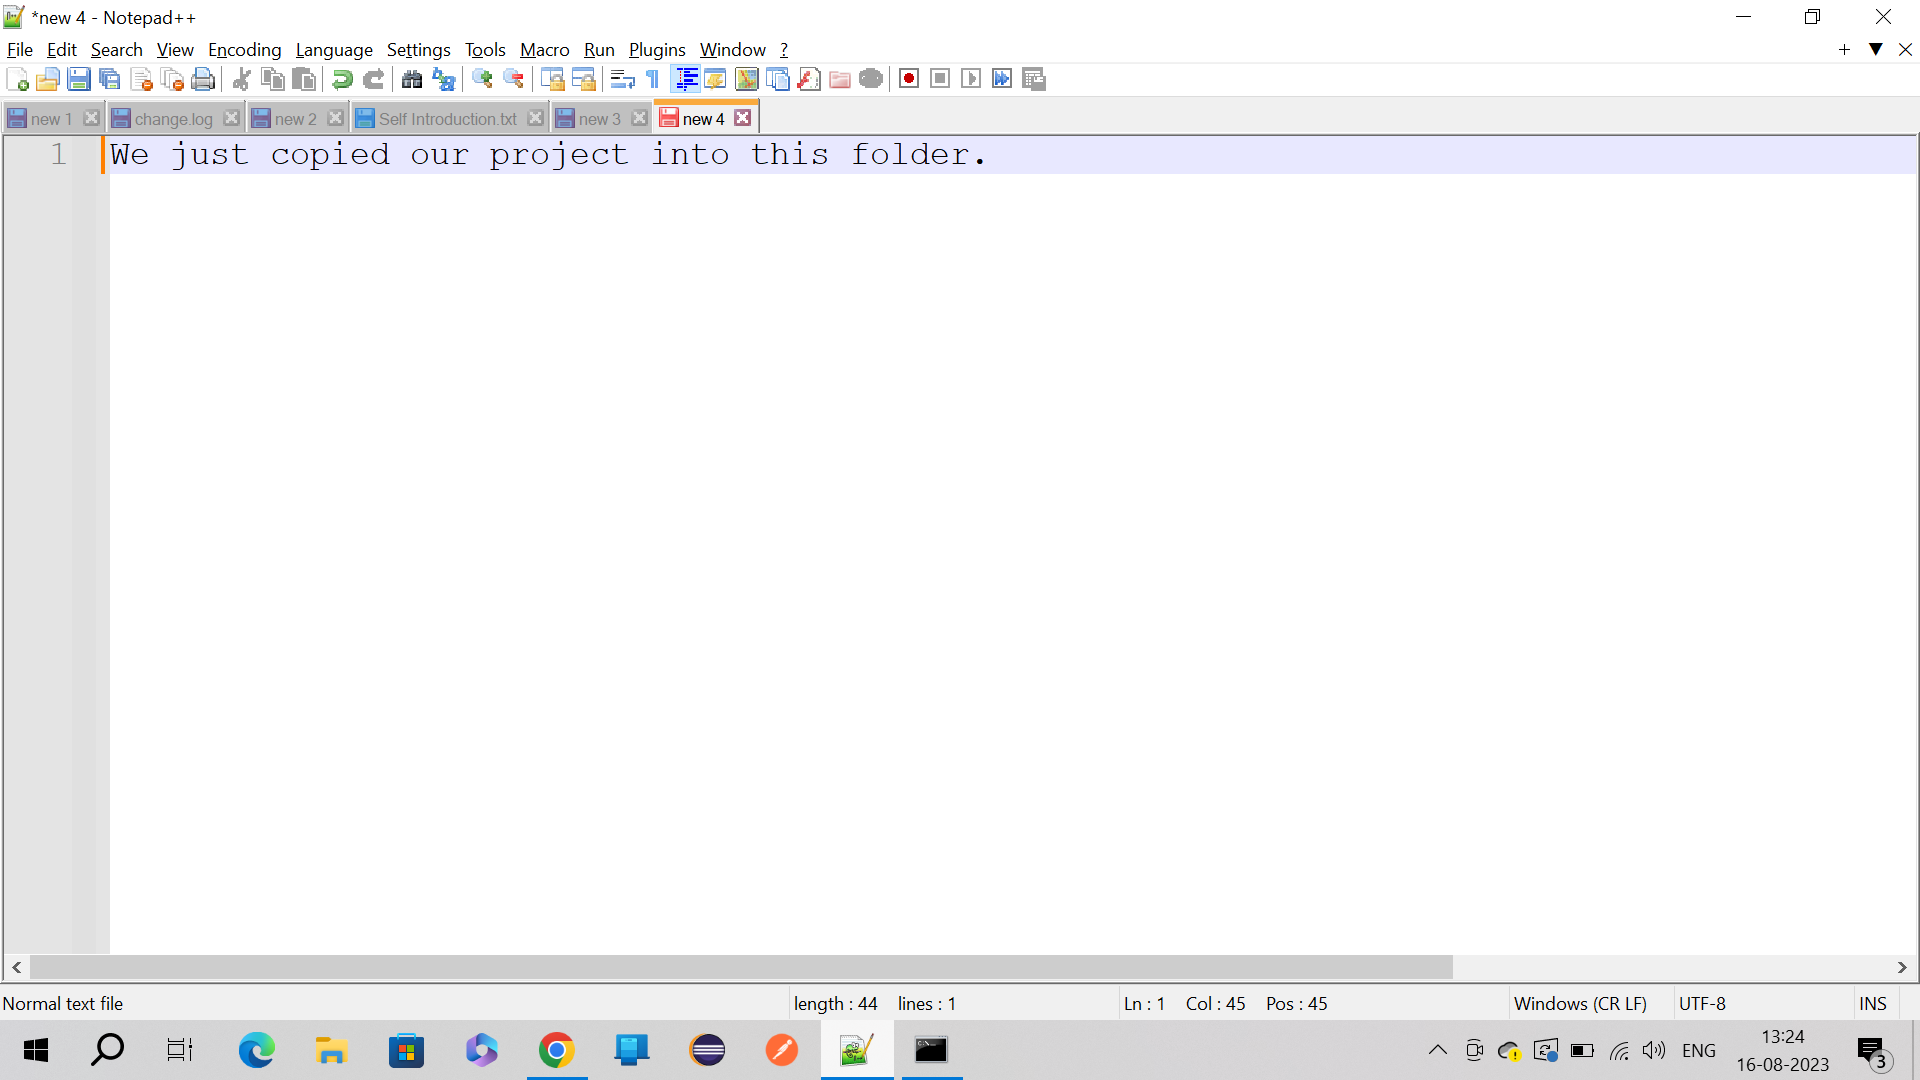 *new 4 - Notepad++
File Edit Search View Encoding Language Settings Tools Macro Run Plugins Window ?
new 1 change.log new 2 Self Introduction.txt new 3 new 4
1 We just copied our project into this folder.
Normal text file length : 44 lines : 1 Ln : 1 Col : 45 Pos : 45 Windows (CR LF) UTF-8 INS
ENG
13:24
16-08-2023
3